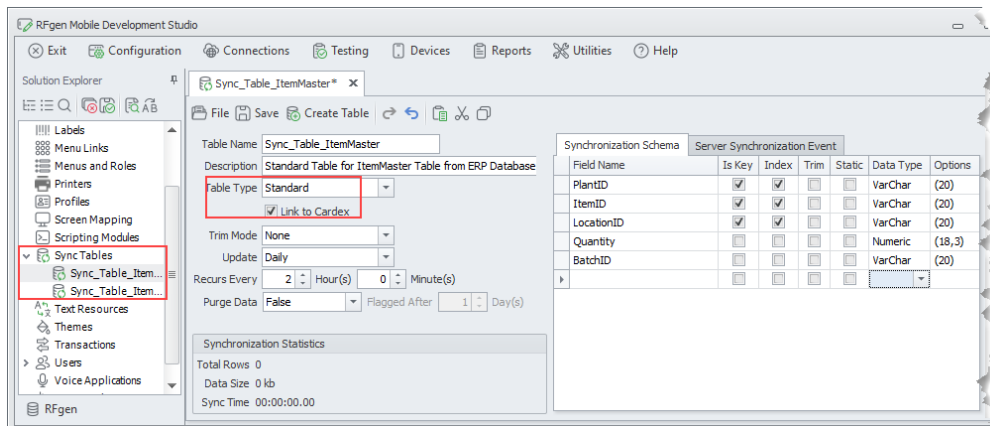 RFgen Mobile Development Studio
Exit Configuration Connections Testing Devices Reports Utilities Help
Solution Explorer
Sync_Table_ItemMaster*
File Save Create Table
Labels
Menu Links
Menus and Roles
Printers
Profiles
Screen Mapping
Scripting Modules
Sync Tables
Sync_Table_Item...
Sync_Table_Item...
Text Resources
Themes
Transactions
Users
Voice Applications
RFgen
Table Name Sync_Table_ItemMaster
Description Standard Table for ItemMaster Table from ERP Database
Table Type Standard
Link to Cardex
Trim Mode None
Update Daily
Recurs Every 2 Hour(s) 0 Minute(s)
Purge Data False Flagged After 1 Day(s)
Synchronization Statistics
Total Rows 0
Data Size 0 kb
Sync Time 00:00:00.00
Synchronization Schema Server Synchronization Event
Field Name Is Key Index Trim Static Data Type Options
PlantID VarChar (20)
ItemID VarChar (20)
LocationID VarChar (20)
Quantity Numeric (18,3)
BatchID VarChar (20)